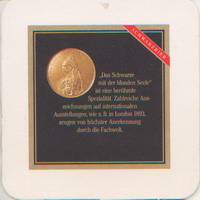 SCHWARZBIER
„Das Schwarze
mit der blonden Seele“
ist eine berühmte
Spezialität. Zahlreiche Aus-
zeichnungen auf internationalen
Ausstellungen, wie z. B. in London 1893,
zeugen von höchster Anerkennung
durch die Fachwelt.